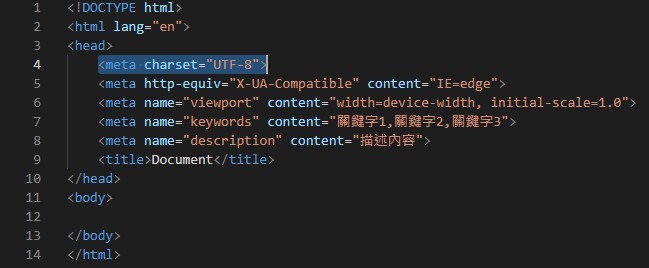 1 <!DOCTYPE html>
2 <html lang="en">
3 <head>
4 <meta charset="UTF-8">
5 <meta http-equiv="X-UA-Compatible" content="IE=edge">
6 <meta name="viewport" content="width=device-width, initial-scale=1.0">
7 <meta name="keywords" content="關鍵字1,關鍵字2,關鍵字3">
8 <meta name="description" content="描述內容">
9 <title>Document</title>
10 </head>
11 <body>
12
13 </body>
14 </html>